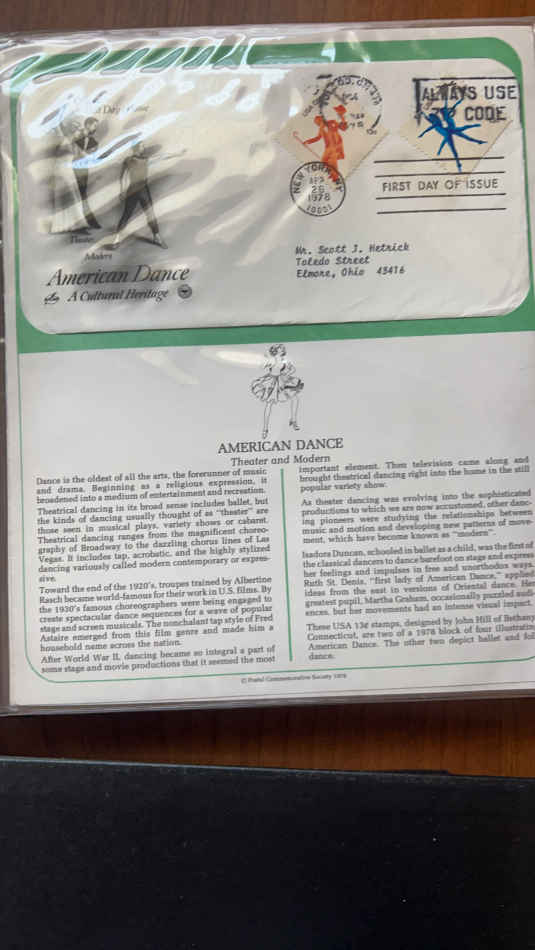 ALWAYS USE
CODE
NEW YORK, NY
APR
26
1978
10001
FIRST DAY OF ISSUE
Theater
Modern
American Dance
A Cultural Heritage
Mr. Scott J. Hetrick
Toledo Street
Elmore, Ohio 43416
AMERICAN DANCE
Theater and Modern
Dance is the oldest of all the arts, the forerunner of music
and drama. Beginning as a religious expression, it
broadened into a medium of entertainment and recreation.
Theatrical dancing in its broad sense includes ballet, but
the kinds of dancing usually thought of as "theater" are
those seen in musical plays, variety shows or cabaret.
Theatrical dancing ranges from the magnificent choreo-
graphy of Broadway to the dazzling chorus lines of Las
Vegas. It includes tap, acrobatic, and the highly stylized
dancing variously called modern contemporary or expres-
sive.
Toward the end of the 1920's, troupes trained by Albertine
Rasch became world-famous for their work in U.S. films. By
the 1930's famous choreographers were being engaged to
create spectacular dance sequences for a wave of popular
stage and screen musicals. The nonchalant tap style of Fred
Astaire emerged from this film genre and made him a
household name across the nation.
After World War II, dancing became so integral a part of
some stage and movie productions that it seemed the most
important element. Then television came along and
brought theatrical dancing right into the home in the still
popular variety show.
As theater dancing was evolving into the sophisticated
productions to which we are now accustomed, other danc-
ing pioneers were studying the relationships between
music and motion and developing new patterns of move-
ment, which have become known as "modern".
Isadora Duncan, schooled in ballet as a child, was the first of
the classical dancers to dance barefoot on stage and express
her feelings and impulses in free and unorthodox ways.
Ruth St. Denis, "first lady of American Dance," applied
ideas from the east in versions of Oriental dance. Her
greatest pupil, Martha Graham, occasionally puzzled audi
ences, but her movements had an intense visual impact.
These USA 13¢ stamps, designed by John Hill of Bethany
Connecticut, are two of a 1978 block of four illustratin
American Dance. The other two depict ballet and fol
dance.
© Postal Commemorative Society 1978